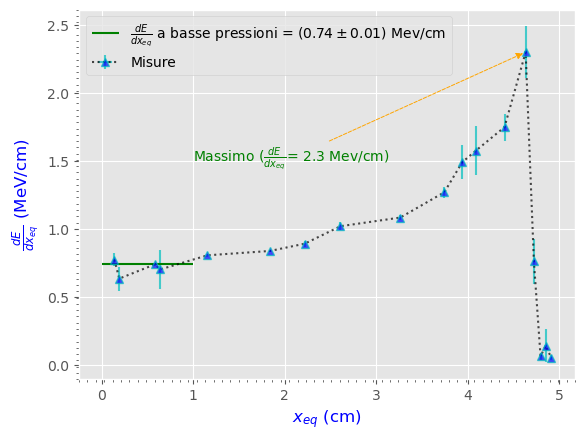 dE/dx_eq a basse pressioni = (0.74 ± 0.01) Mev/cm
Misure
Massimo (dE/dx_eq= 2.3 Mev/cm)
dE/dx_eq (MeV/cm)
2.5
2.0
1.5
1.0
0.5
0.0
0 1 2 3 4 5
x_eq (cm)